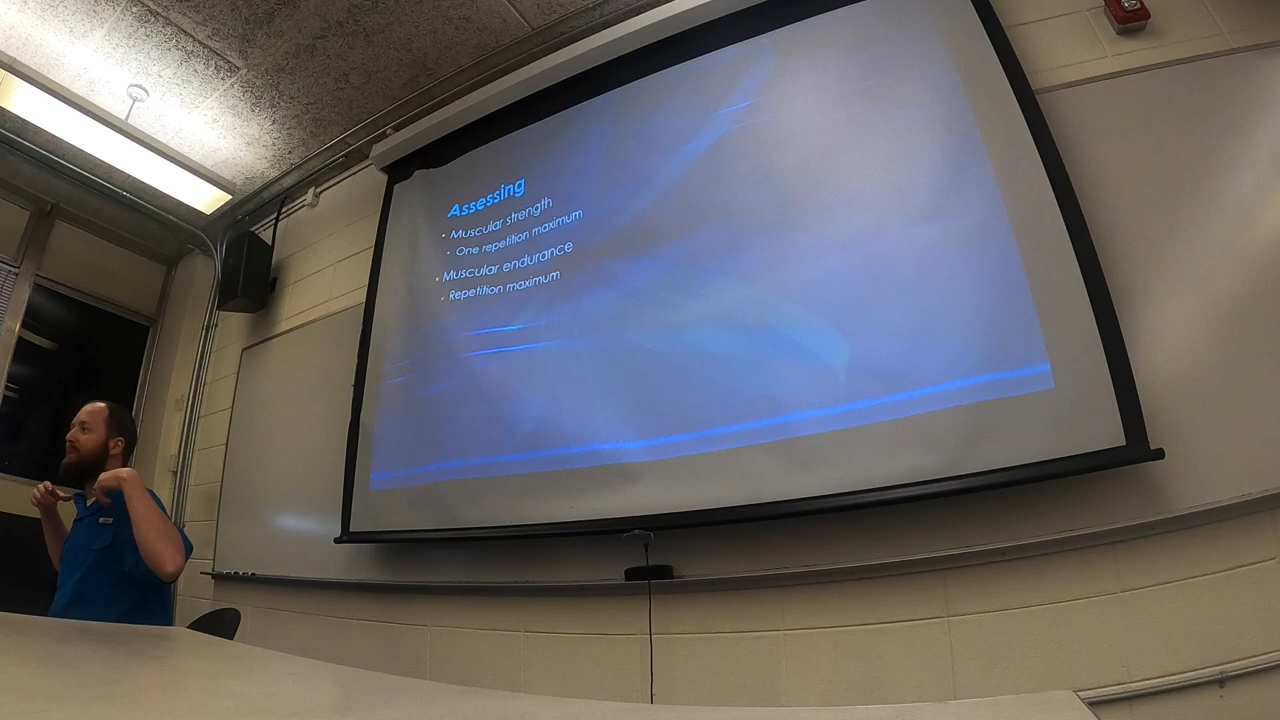 Assessing
• Muscular strength
• One repetition maximum
• Muscular endurance
• Repetition maximum